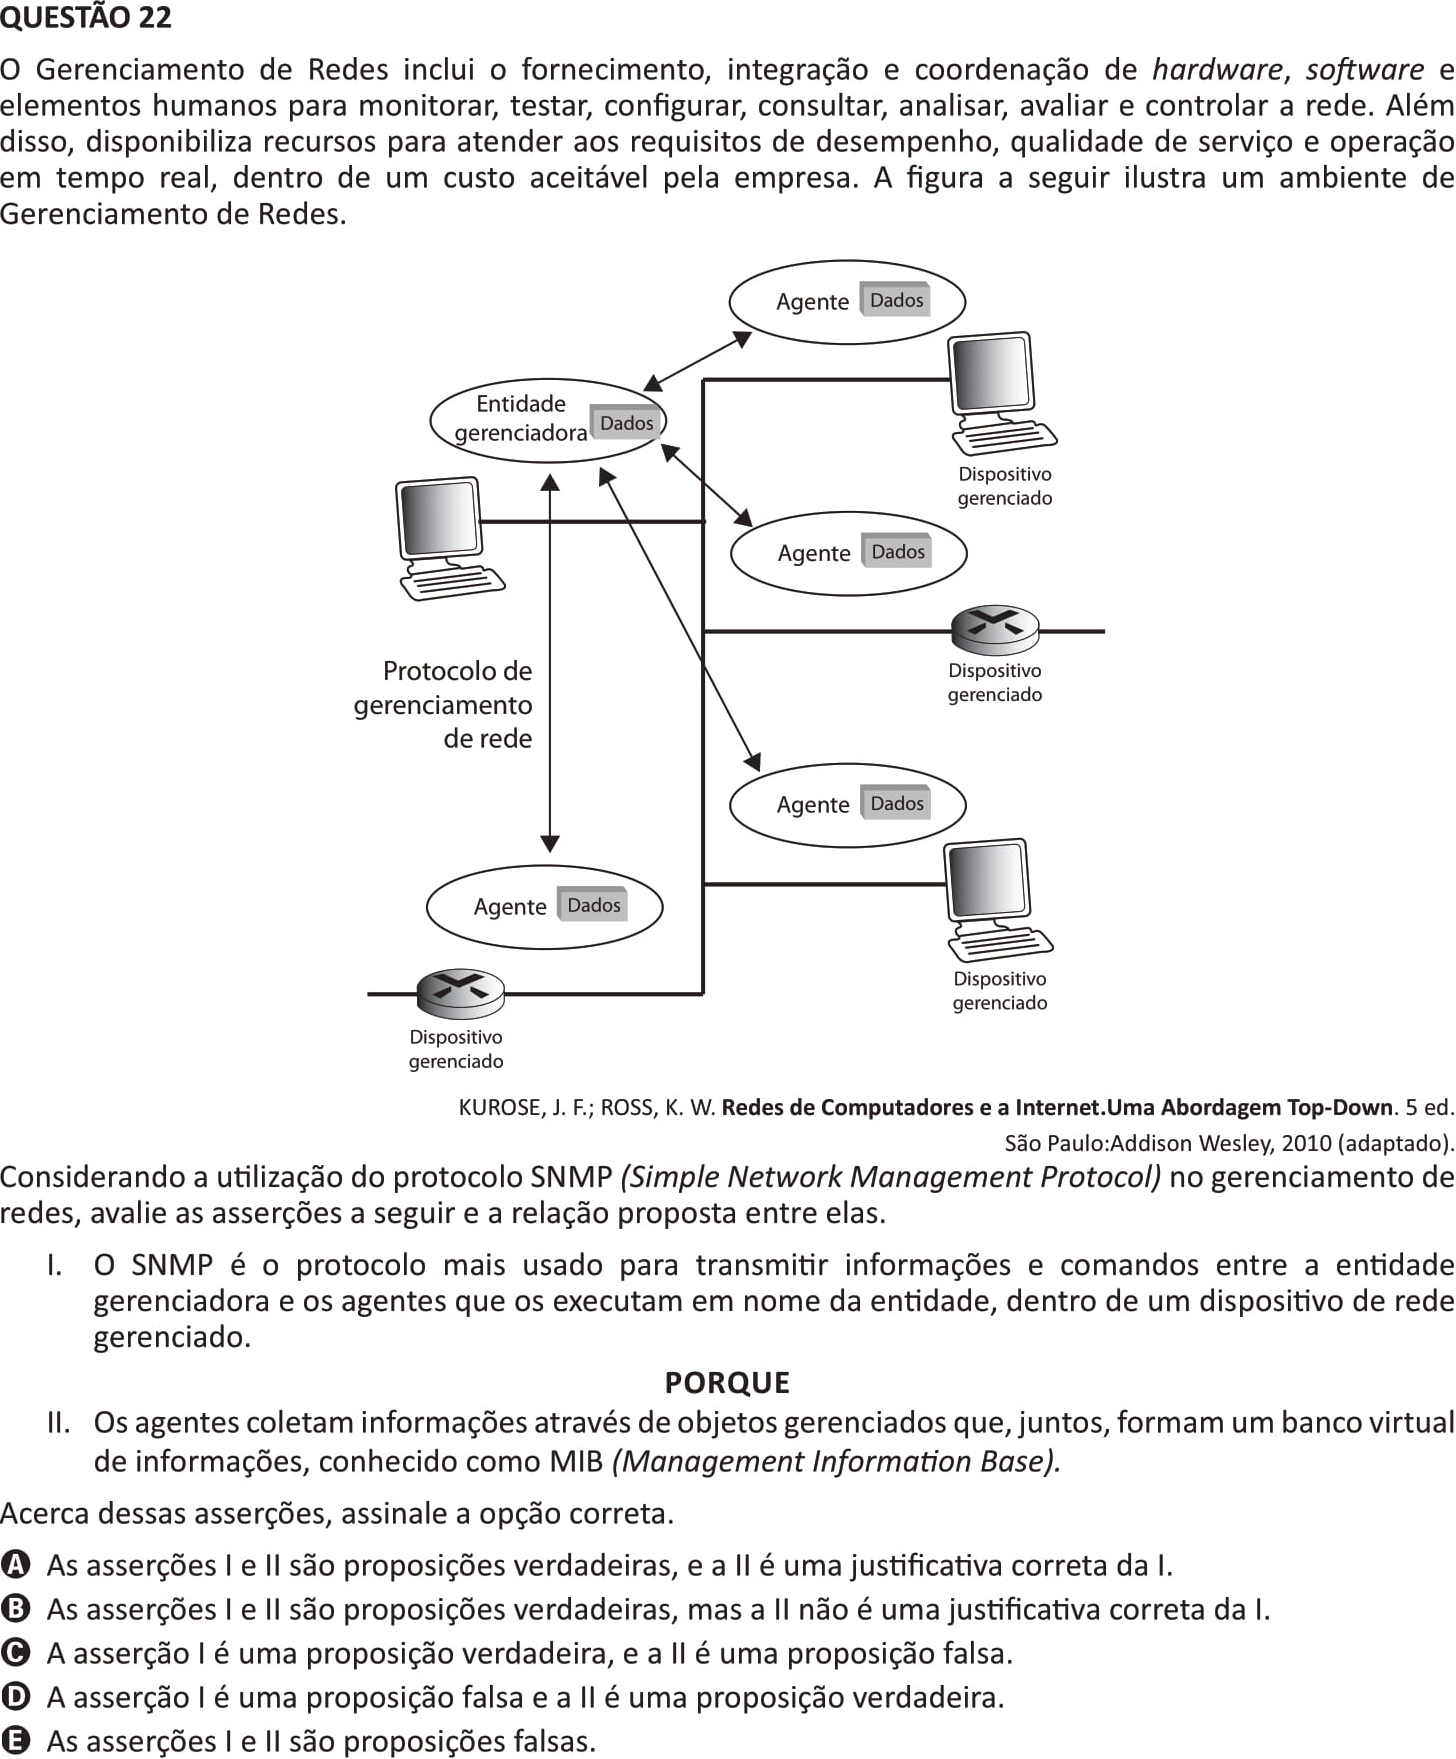 QUESTÃO 22
O Gerenciamento de Redes inclui o fornecimento, integração e coordenação de hardware, software e
elementos humanos para monitorar, testar, configurar, consultar, analisar, avaliar e controlar a rede. Além
disso, disponibiliza recursos para atender aos requisitos de desempenho, qualidade de serviço e operação
em tempo real, dentro de um custo aceitável pela empresa. A figura a seguir ilustra um ambiente de
Gerenciamento de Redes.
Agente Dados
Entidade
gerenciadora Dados
Dispositivo
gerenciado
Agente Dados
Protocolo de
gerenciamento
de rede
Dispositivo
gerenciado
Agente Dados
Agente Dados
Dispositivo
gerenciado
Dispositivo
gerenciado
KUROSE, J. F.; ROSS, K. W. Redes de Computadores e a Internet.Uma Abordagem Top-Down. 5 ed.
São Paulo:Addison Wesley, 2010 (adaptado).
Considerando a utilização do protocolo SNMP (Simple Network Management Protocol) no gerenciamento de
redes, avalie as asserções a seguir e a relação proposta entre elas.
I. O SNMP é o protocolo mais usado para transmitir informações e comandos entre a entidade
gerenciadora e os agentes que os executam em nome da entidade, dentro de um dispositivo de rede
gerenciado.
PORQUE
II. Os agentes coletam informações através de objetos gerenciados que, juntos, formam um banco virtual
de informações, conhecido como MIB (Management Information Base).
Acerca dessas asserções, assinale a opção correta.
A As asserções I e II são proposições verdadeiras, e a II é uma justificativa correta da I.
B As asserções I e II são proposições verdadeiras, mas a II não é uma justificativa correta da I.
C A asserção I é uma proposição verdadeira, e a II é uma proposição falsa.
D A asserção I é uma proposição falsa e a II é uma proposição verdadeira.
E As asserções I e II são proposições falsas.